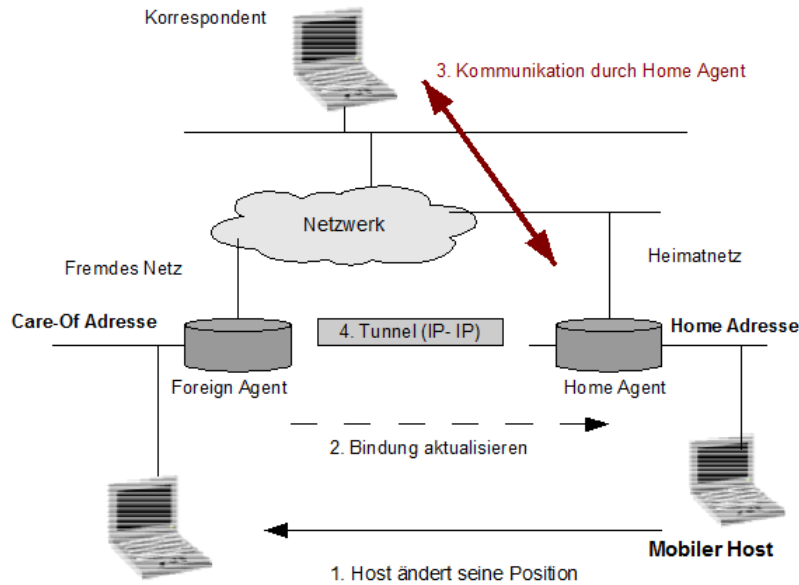 Korrespondent
3. Kommunikation durch Home Agent
Netzwerk
Fremdes Netz
Heimatnetz
Care-Of Adresse
4. Tunnel (IP- IP)
Home Adresse
Foreign Agent
Home Agent
2. Bindung aktualisieren
Mobiler Host
1. Host ändert seine Position